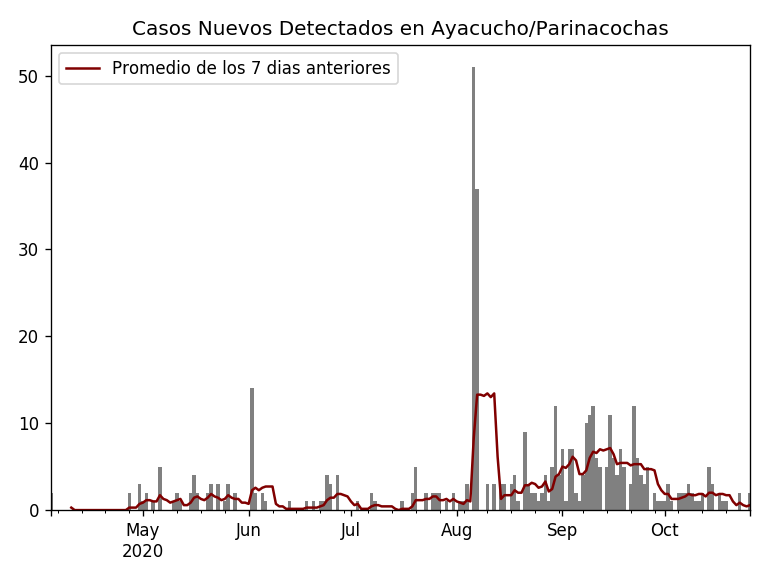 Casos Nuevos Detectados en Ayacucho/Parinacochas
Promedio de los 7 dias anteriores
50
40
30
20
10
0
May Jun Jul Aug Sep Oct
2020